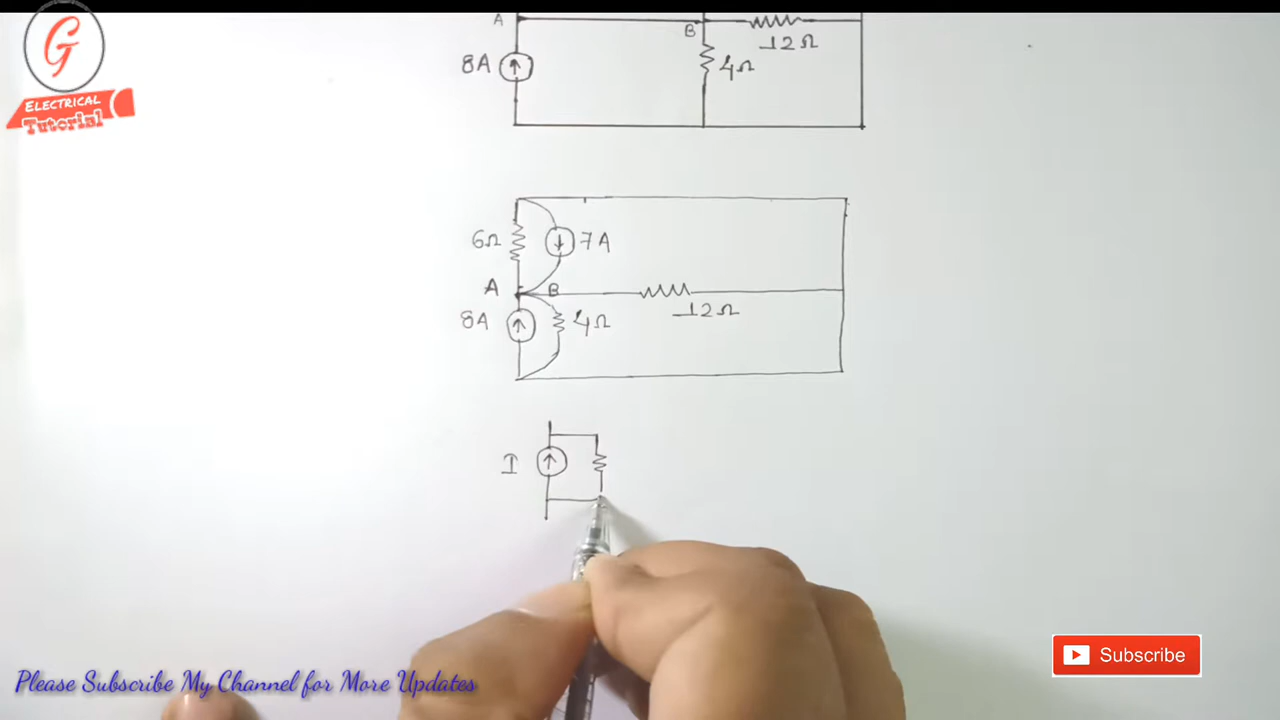 G
ELECTRICAL
Tutorial
A
B
12Ω
8A
4Ω
6Ω
7A
A
B
8A
4Ω
12Ω
I
Subscribe
Please Subscribe My Channel for More Updates